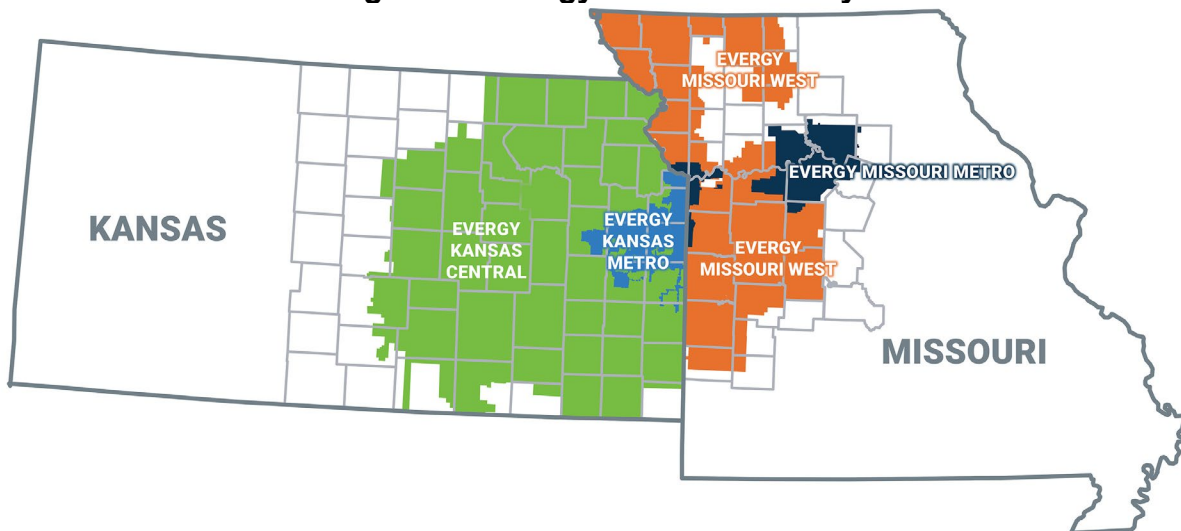 EVERGY
MISSOURI WEST
EVERGY MISSOURI METRO
KANSAS
EVERGY
KANSAS
CENTRAL
EVERGY
KANSAS
METRO
EVERGY
MISSOURI WEST
MISSOURI